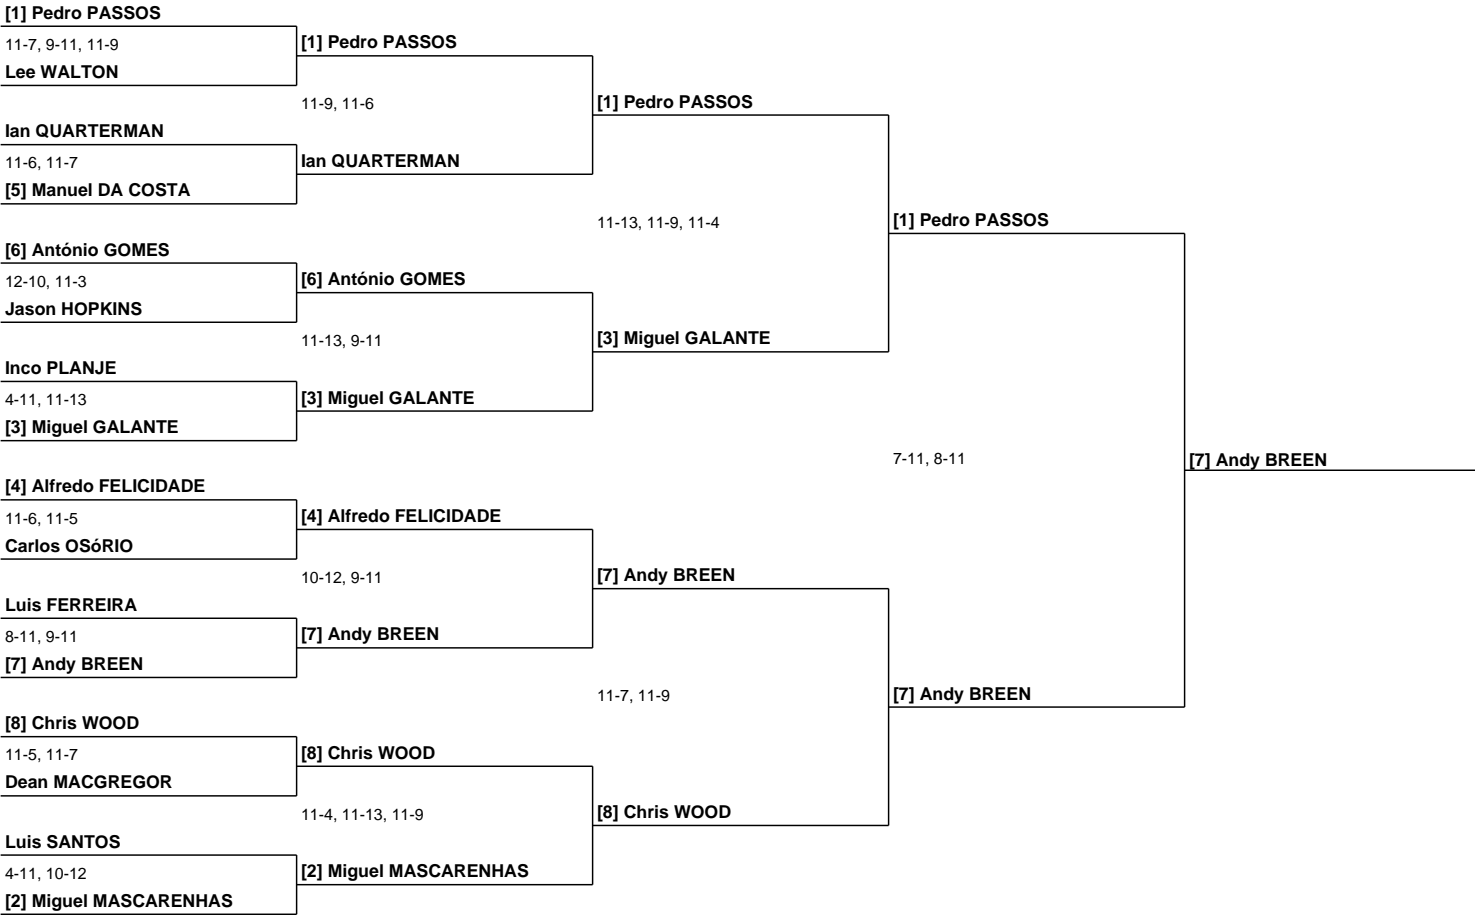 [1] Pedro PASSOS
11-7, 9-11, 11-9
Lee WALTON
Ian QUARTERMAN
11-6, 11-7
[5] Manuel DA COSTA
[6] António GOMES
12-10, 11-3
Jason HOPKINS
Inco PLANJE
4-11, 11-13
[3] Miguel GALANTE
[4] Alfredo FELICIDADE
11-6, 11-5
Carlos OSóRIO
Luis FERREIRA
8-11, 9-11
[7] Andy BREEN
[8] Chris WOOD
11-5, 11-7
Dean MACGREGOR
Luis SANTOS
4-11, 10-12
[2] Miguel MASCARENHAS
[1] Pedro PASSOS
11-9, 11-6
Ian QUARTERMAN
[6] António GOMES
11-13, 9-11
[3] Miguel GALANTE
[4] Alfredo FELICIDADE
10-12, 9-11
[7] Andy BREEN
[8] Chris WOOD
11-4, 11-13, 11-9
[2] Miguel MASCARENHAS
[1] Pedro PASSOS
11-13, 11-9, 11-4
[3] Miguel GALANTE
[7] Andy BREEN
11-7, 11-9
[8] Chris WOOD
[1] Pedro PASSOS
7-11, 8-11
[7] Andy BREEN
[7] Andy BREEN